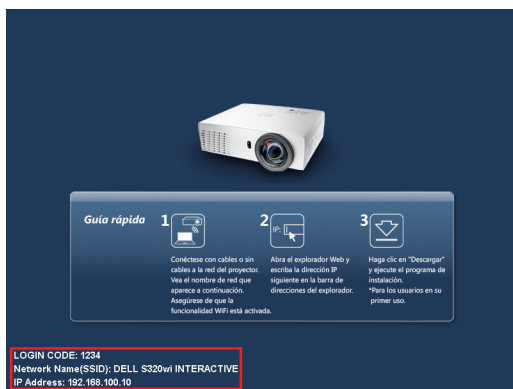 Guía rápida
1
2
3
IP:
Conéctese con cables o sin
cables a la red del proyector.
Vea el nombre de red que
aparece a continuación.
Asegúrese de que la
funcionalidad WiFi está activada.
Abra el explorador Web y
escriba la dirección IP
siguiente en la barra de
direcciones del explorador.
Haga clic en "Descargar"
y ejecute el programa de
instalación.
*Para los usuarios en su
primer uso.
LOGIN CODE: 1234
Network Name(SSID): DELL S320wi INTERACTIVE
IP Address: 192.168.100.10